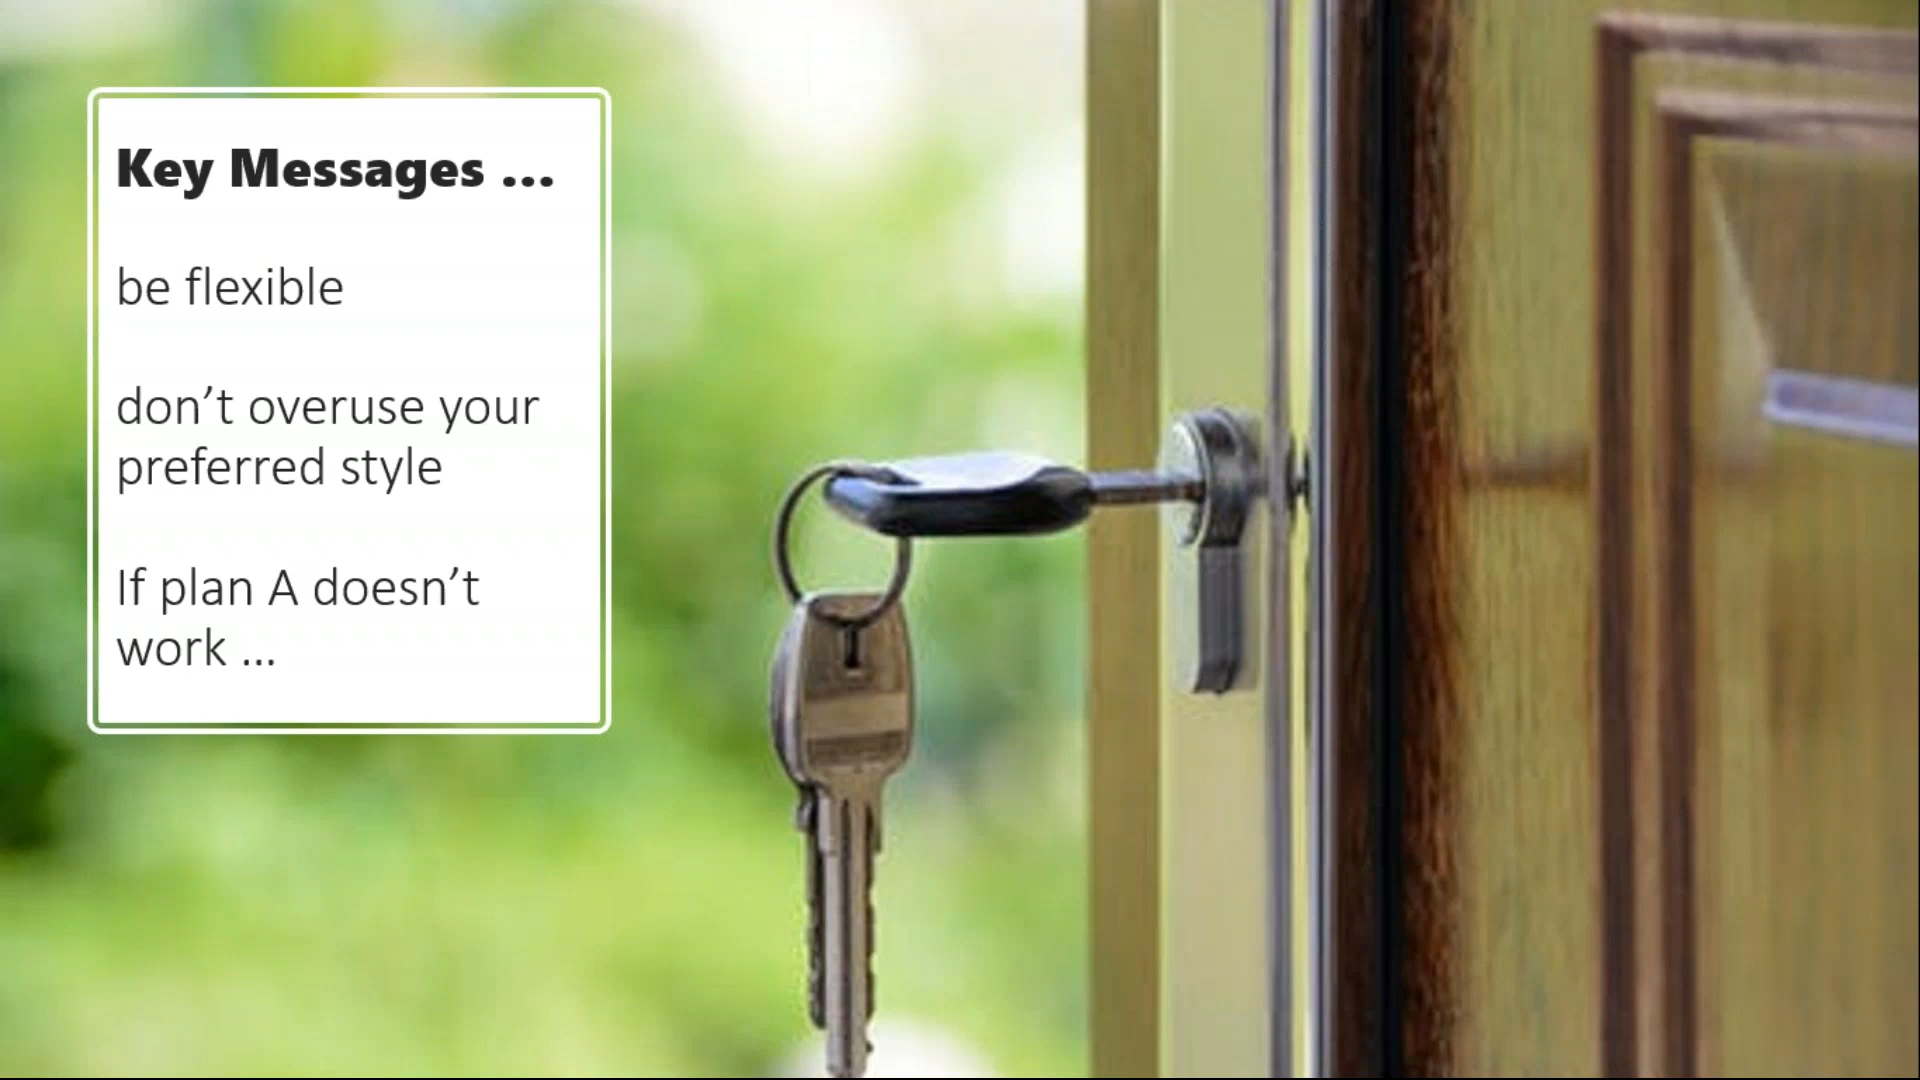 Key Messages ...
be flexible
don’t overuse your
preferred style
If plan A doesn’t
work ...